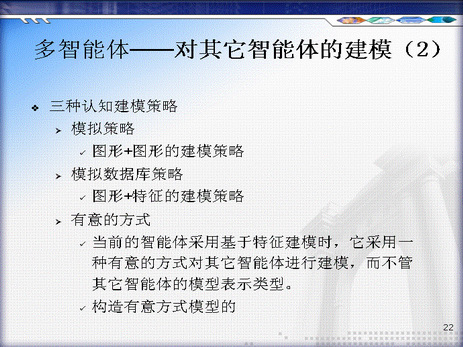 多智能体——对其它智能体的建模（2）
三种认知建模策略
模拟策略
图形+图形的建模策略
模拟数据库策略
图形+特征的建模策略
有意的方式
当前的智能体采用基于特征建模时，它采用一
种有意的方式对其它智能体进行建模，而不管
其它智能体的模型表示类型。
构造有意方式模型的
22